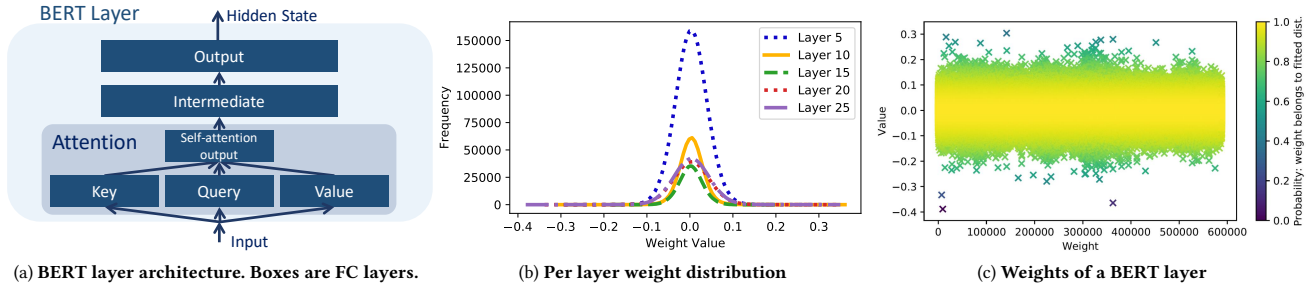 BERT Layer
Hidden State
Output
Intermediate
Attention
Self-attention
output
Key
Query
Value
Input
(a) BERT layer architecture. Boxes are FC layers.
Frequency
150000
125000
100000
75000
50000
25000
0
−0.4 −0.3 −0.2 −0.1 0.0 0.1 0.2 0.3
Weight Value
Layer 5
Layer 10
Layer 15
Layer 20
Layer 25
(b) Per layer weight distribution
Value
0.3
0.2
0.1
0.0
−0.1
−0.2
−0.3
−0.4
0 100000 200000 300000 400000 500000 600000
Weight
1.0
0.8
0.6
0.4
0.2
0.0
Probability: weight belongs to fitted dist.
(c) Weights of a BERT layer